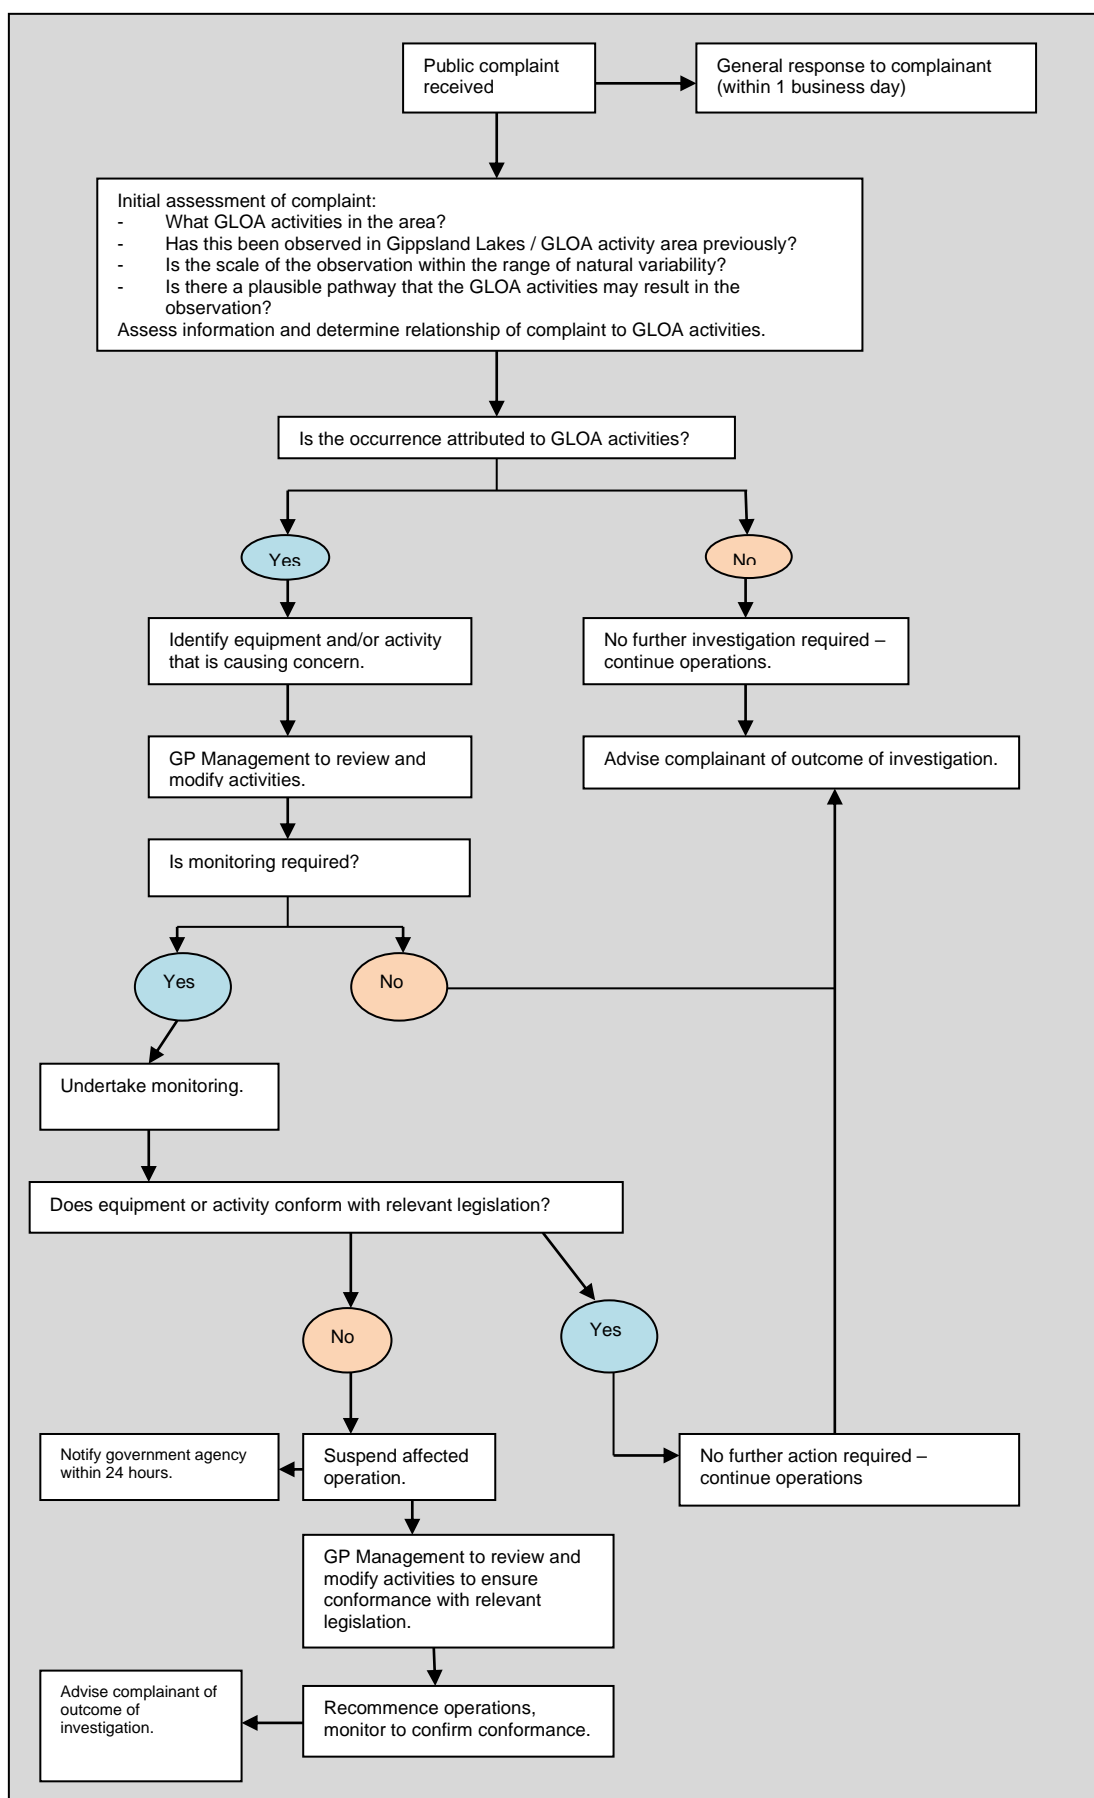 Public complaint
received
General response to complainant
(within 1 business day)
Initial assessment of complaint:
- What GLOA activities in the area?
- Has this been observed in Gippsland Lakes / GLOA activity area previously?
- Is the scale of the observation within the range of natural variability?
- Is there a plausible pathway that the GLOA activities may result in the
observation?
Assess information and determine relationship of complaint to GLOA activities.
Is the occurrence attributed to GLOA activities?
Yes
No
Identify equipment and/or activity
that is causing concern.
No further investigation required –
continue operations.
GP Management to review and
modify activities.
Advise complainant of outcome of investigation.
Is monitoring required?
Yes
No
Undertake monitoring.
Does equipment or activity conform with relevant legislation?
No
Yes
Notify government agency
within 24 hours.
Suspend affected
operation.
No further action required –
continue operations
GP Management to review and
modify activities to ensure
conformance with relevant
legislation.
Advise complainant of
outcome of
investigation.
Recommence operations,
monitor to confirm conformance.